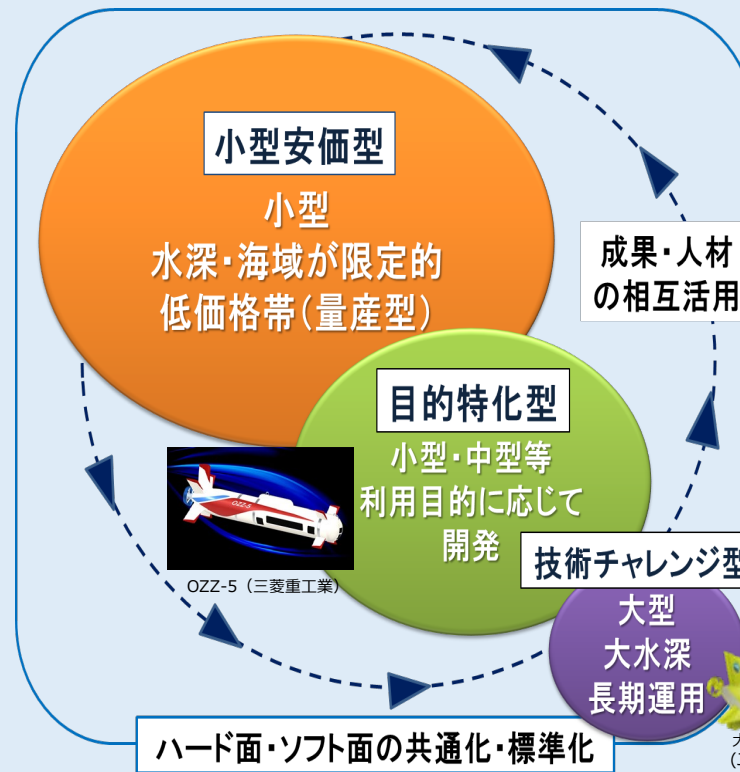 小型安価型
小型
水深・海域が限定的
低価格帯(量産型)
成果・人材
の相互活用
目的特化型
小型・中型等
利用目的に応じて
開発
OZZ-5
OZZ-5（三菱重工業）
技術チャレンジ型
大型
大水深
長期運用
ハード面・ソフト面の共通化・標準化